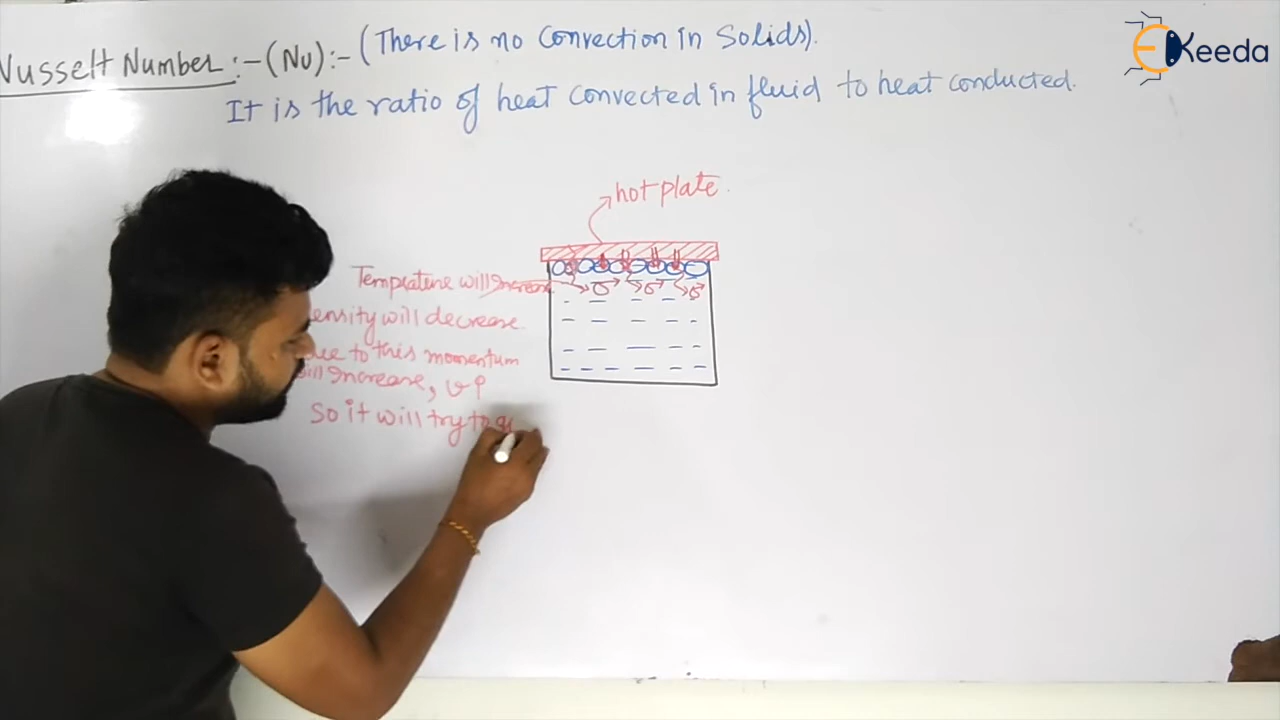 Nusselt Number :- (Nu) :- (There is no Convection in Solids).
It is the ratio of heat convected in fluid to heat conducted.
EKeeda
hot plate.
Temprature will increase
ensity will decrease
due to this momentum
will increase, v↑
So it will try to